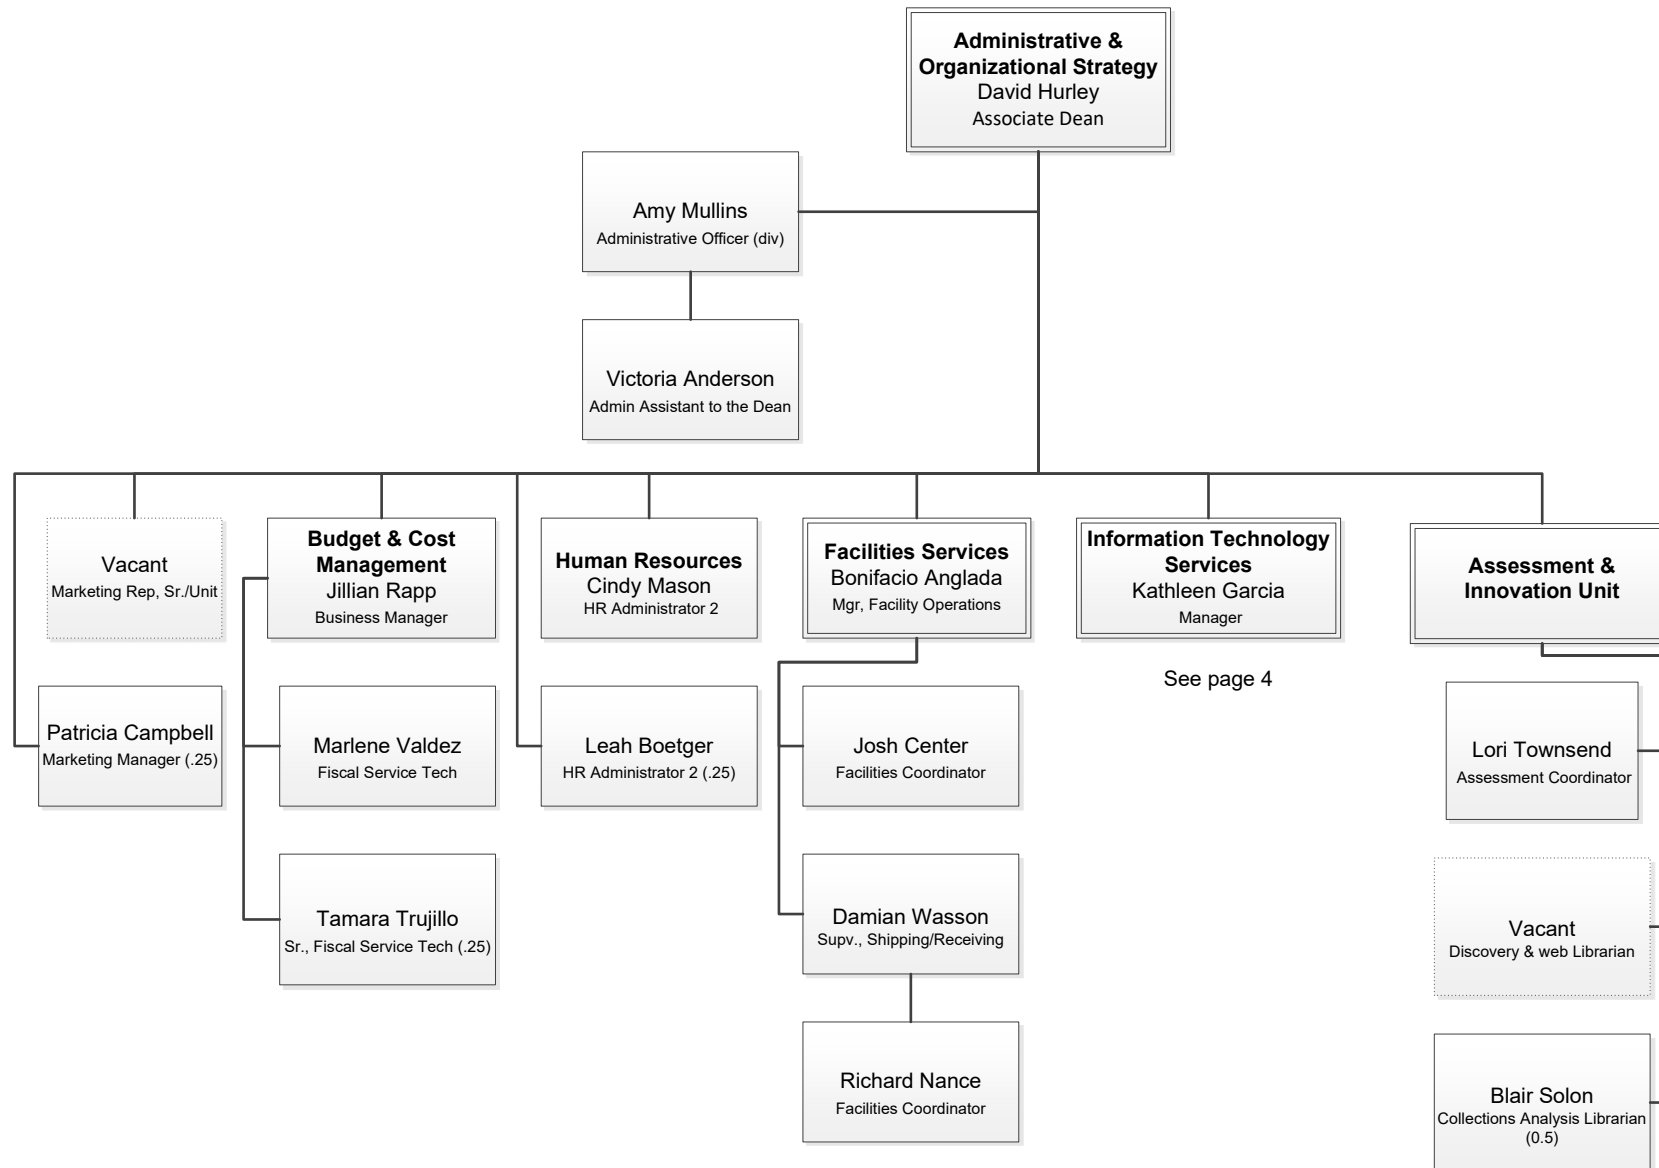 Administrative &
Organizational Strategy
David Hurley
Associate Dean
Amy Mullins
Administrative Officer (div)
Victoria Anderson
Admin Assistant to the Dean
Vacant
Marketing Rep, Sr./Unit
Budget & Cost
Management
Jillian Rapp
Business Manager
Human Resources
Cindy Mason
HR Administrator 2
Facilities Services
Bonifacio Anglada
Mgr, Facility Operations
Information Technology
Services
Kathleen Garcia
Manager
Assessment &
Innovation Unit
See page 4
Patricia Campbell
Marketing Manager (.25)
Marlene Valdez
Fiscal Service Tech
Leah Boetger
HR Administrator 2 (.25)
Josh Center
Facilities Coordinator
Lori Townsend
Assessment Coordinator
Tamara Trujillo
Sr., Fiscal Service Tech (.25)
Damian Wasson
Supv., Shipping/Receiving
Vacant
Discovery & web Librarian
Richard Nance
Facilities Coordinator
Blair Solon
Collections Analysis Librarian
(0.5)